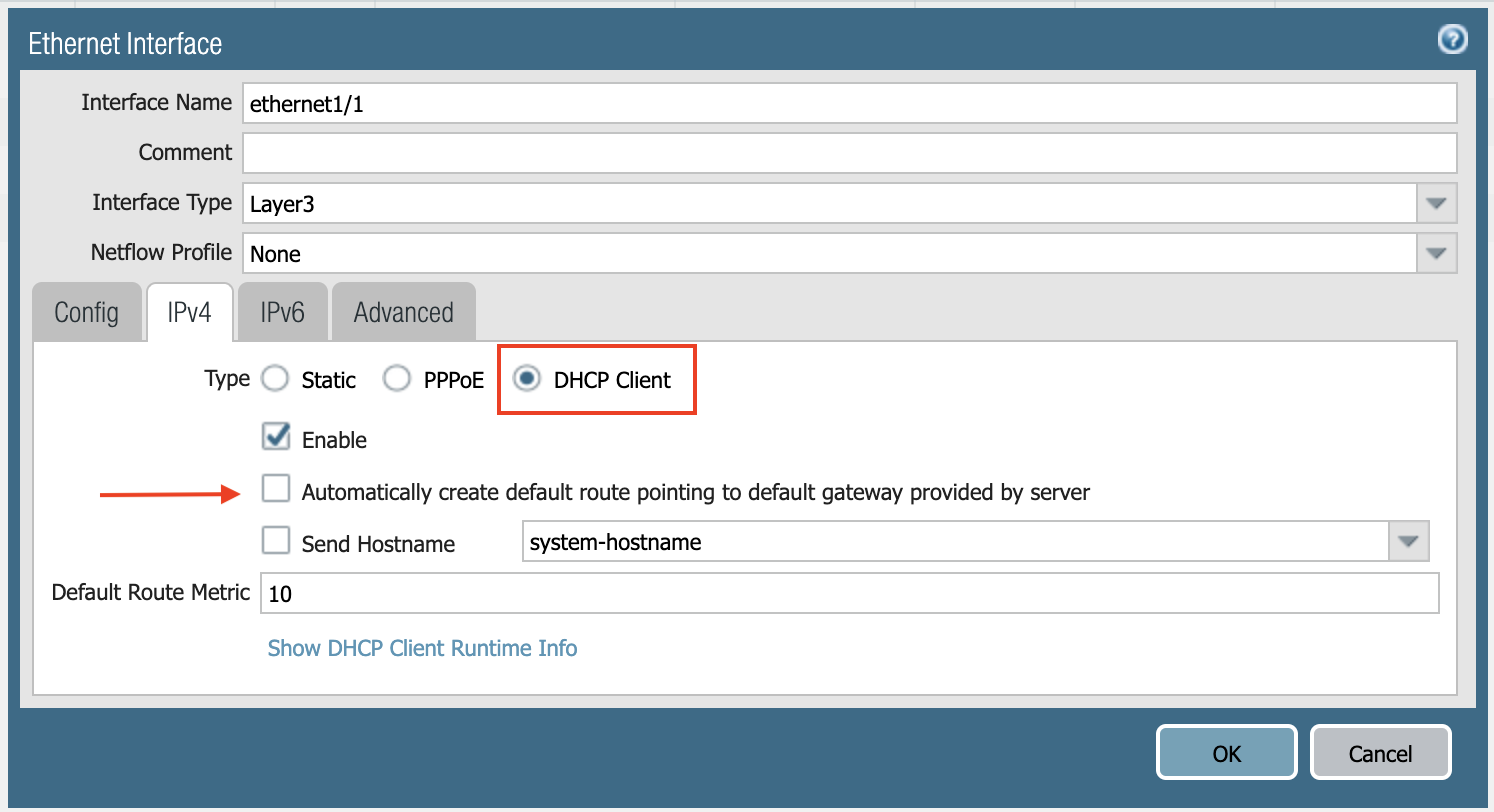 Ethernet Interface
?
Interface Name ethernet1/1
Comment
Interface Type Layer3
Netflow Profile None
Config IPv4 IPv6 Advanced
Type Static PPPoE DHCP Client
Enable
Automatically create default route pointing to default gateway provided by server
Send Hostname system-hostname
Default Route Metric 10
Show DHCP Client Runtime Info
OK Cancel